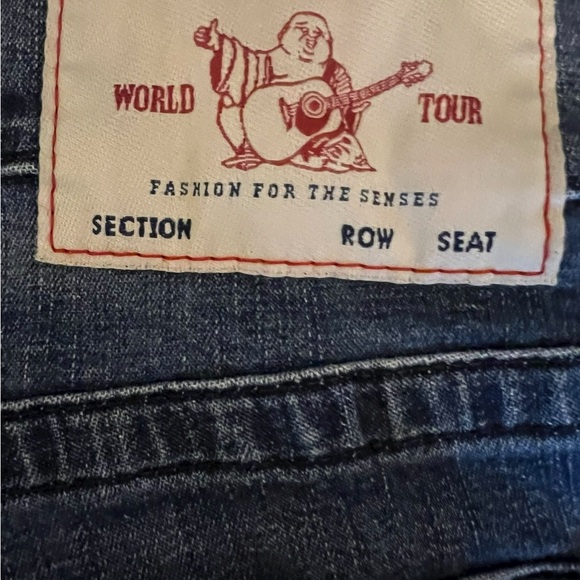 WORLD TOUR
FASHION FOR THE SENSES
SECTION ROW SEAT